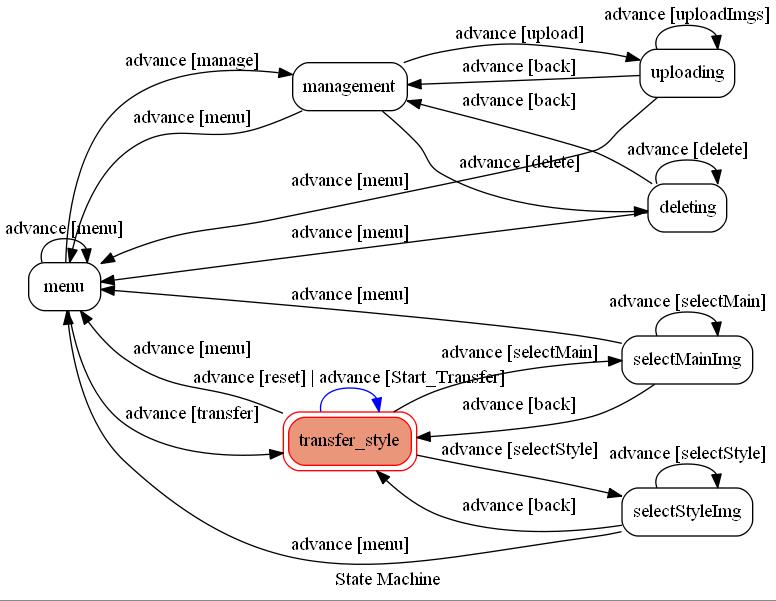 advance [uploadImgs]
advance [upload]
advance [manage]
advance [back]
uploading
management
advance [back]
advance [menu]
advance [delete]
advance [delete]
advance [menu]
deleting
advance [menu]
advance [menu]
menu
advance [menu]
advance [selectMain]
advance [menu]
advance [selectMain]
selectMainImg
advance [reset] | advance [Start_Transfer]
advance [back]
advance [transfer]
transfer_style
advance [selectStyle]
advance [selectStyle]
advance [back]
selectStyleImg
advance [menu]
State Machine